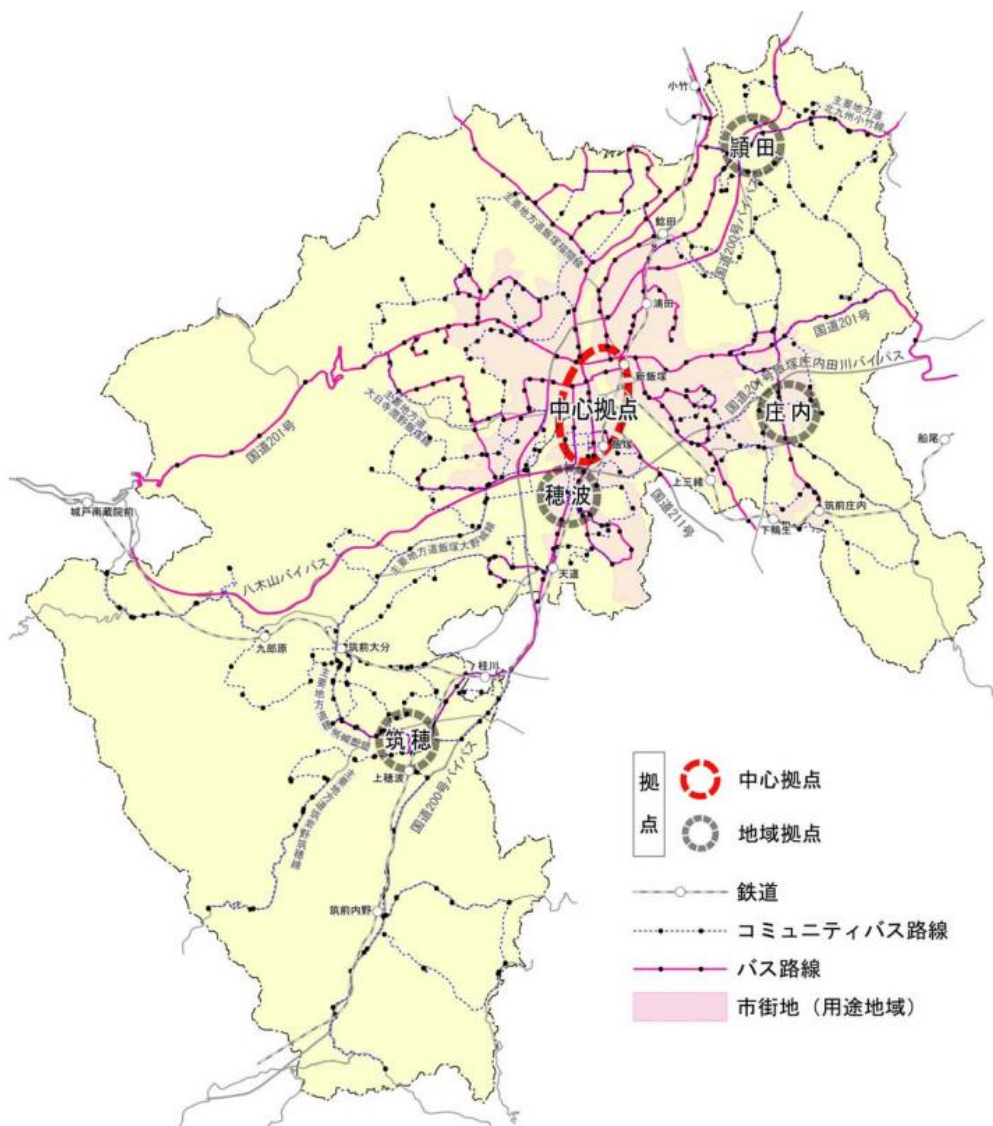 小竹
主要地方道
北九州小竹線
頴田
主要地方道飯塚福間線
鯰田
国道200号バイパス
浦田
国道201号
新飯塚
国道201号飯塚庄内田川バイパス
中心拠点
庄内
主要地方道
飯塚
船尾
国道201号
上三緒
穂波
城戸南蔵院前
国道211号
筑前庄内
下鴨生
主要地方道飯塚大野城線
八木山バイパス
天道
九郎原
筑前大分
桂川
筑穂
上穂波
国道200号バイパス
筑前内野
拠点
中心拠点
地域拠点
鉄道
コミュニティバス路線
バス路線
市街地（用途地域）